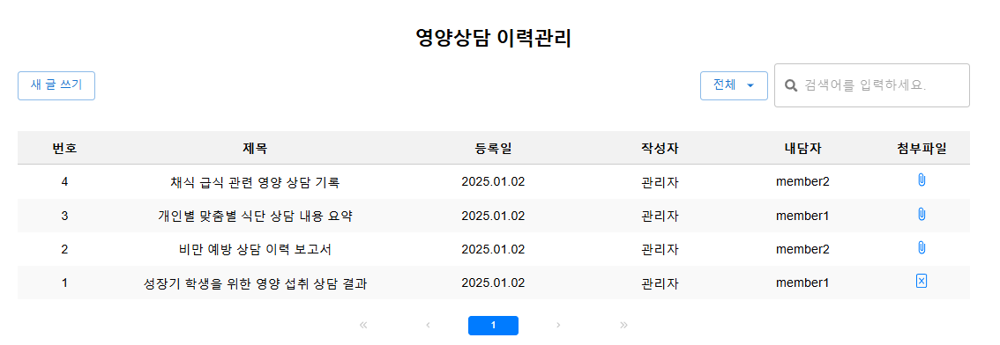 영양상담 이력관리
새 글 쓰기
전체
검색어를 입력하세요.
번호 제목 등록일 작성자 내담자 첨부파일
4 채식 급식 관련 영양 상담 기록 2025.01.02 관리자 member2
3 개인별 맞춤별 식단 상담 내용 요약 2025.01.02 관리자 member1
2 비만 예방 상담 이력 보고서 2025.01.02 관리자 member2
1 성장기 학생을 위한 영양 섭취 상담 결과 2025.01.02 관리자 member1
« ‹ 1 › »